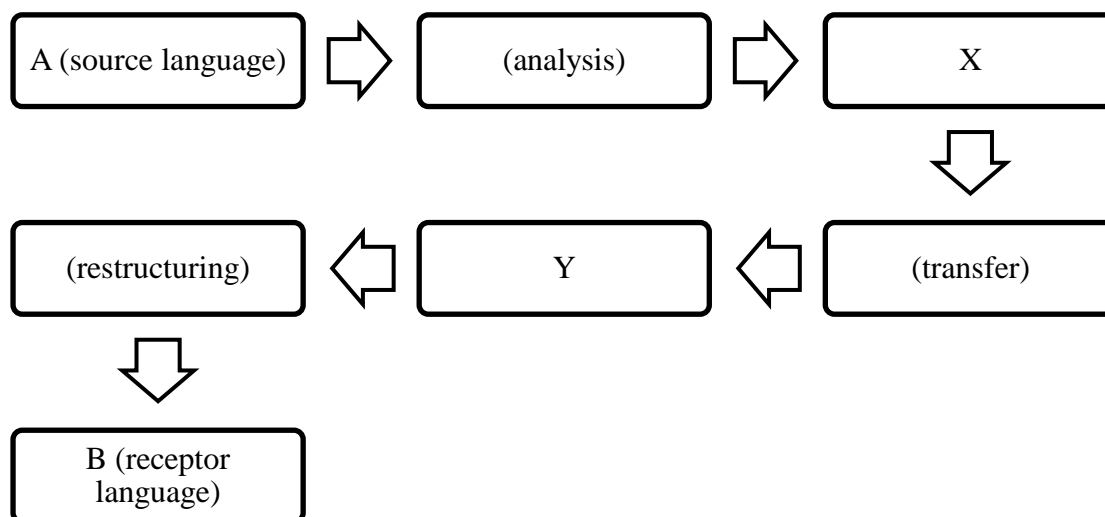 A (source language)
(analysis)
X
(transfer)
Y
(restructuring)
B (receptor
language)